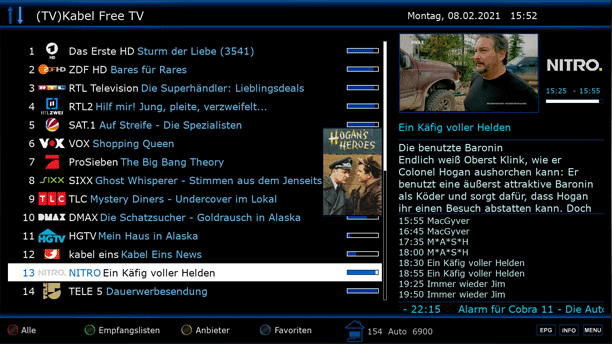 (TV)Kabel Free TV
Montag, 08.02.2021 15:52
1 Das Erste HD Sturm der Liebe (3541)
2 ZDF HD Bares für Rares
3 RTL Television Die Superhändler: Lieblingsdeals
4 RTL2 Hilf mir! Jung, pleite, verzweifelt...
5 SAT.1 Auf Streife - Die Spezialisten
6 VOX VOX Shopping Queen
7 ProSieben The Big Bang Theory
8 SIXX Ghost Whisperer - Stimmen aus dem Jenseits
9 TLC TLC Mystery Diners - Undercover im Lokal
10 DMAX DMAX Die Schatzsucher - Goldrausch in Alaska
11 HGTV HGTV Mein Haus in Alaska
12 kabel eins Kabel Eins News
13 NITRO. NITRO Ein Käfig voller Helden
14 TELE 5 Dauerwerbesendung
HOGAN'S
HEROES
DMAX
NITRO.
15:25 - 15:55
Ein Käfig voller Helden
Die benutzte Baronin
Endlich weiß Oberst Klink, wie er
Colonel Hogan aushorchen kann: Er
benutzt eine äußerst attraktive Baronin
als Köder und sorgt dafür, dass Hogan
ihr einen Besuch abstatten kann. Doch
15:55 MacGyver
16:45 MacGyver
17:35 M*A*S*H
18:00 M*A*S*H
18:30 Ein Käfig voller Helden
18:55 Ein Käfig voller Helden
19:25 Immer wieder Jim
19:50 Immer wieder Jim
- 22:15 Alarm für Cobra 11 - Die Auto
Alle
Empfangslisten
Anbieter
Favoriten
154 Auto 6900
EPG
INFO
MENU